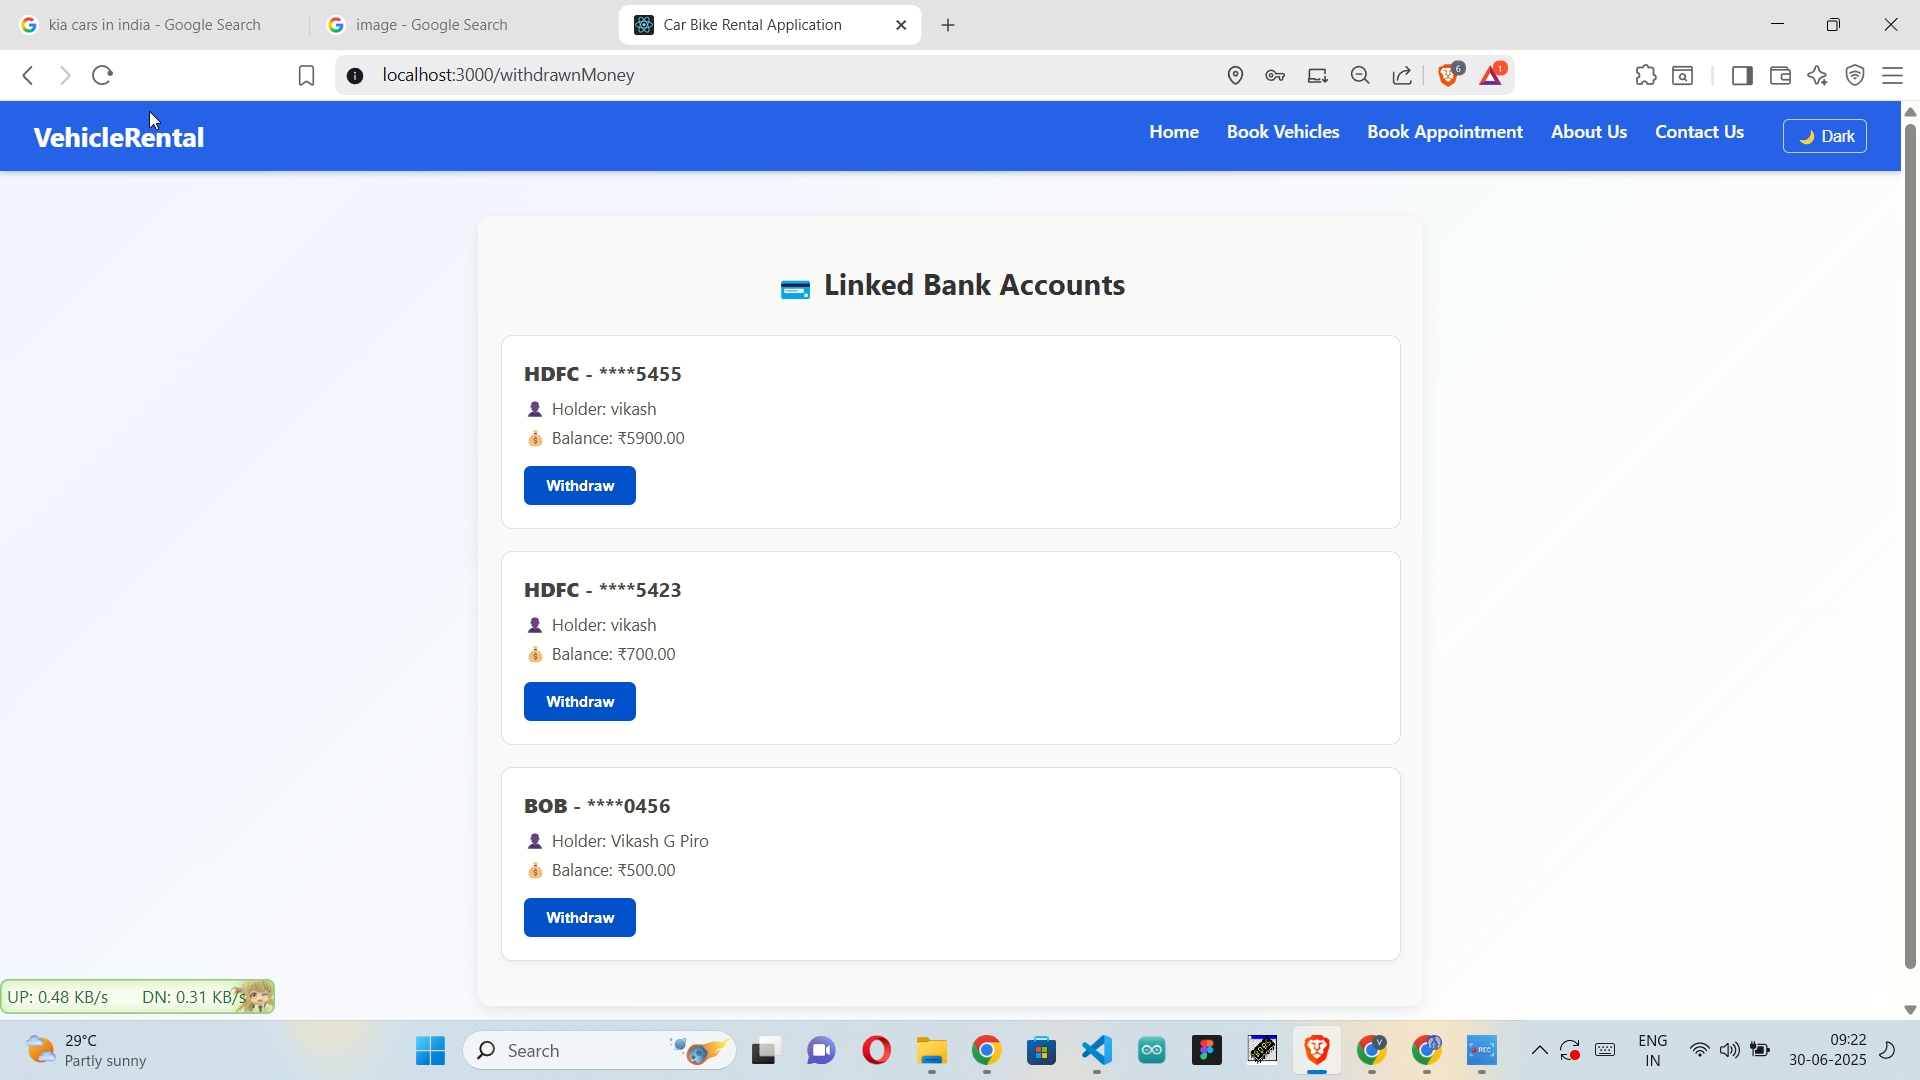 kia cars in india - Google Search
image - Google Search
Car Bike Rental Application
localhost:3000/withdrawnMoney
6
1
VehicleRental
Home
Book Vehicles
Book Appointment
About Us
Contact Us
🌙 Dark
💳 Linked Bank Accounts
HDFC - ****5455
👤 Holder: vikash
💰 Balance: ₹5900.00
Withdraw
HDFC - ****5423
👤 Holder: vikash
💰 Balance: ₹700.00
Withdraw
BOB - ****0456
👤 Holder: Vikash G Piro
💰 Balance: ₹500.00
Withdraw
UP: 0.48 KB/s DN: 0.31 KB/s
29°C
Partly sunny
Search
V
REC
ENG
IN
09:22
30-06-2025